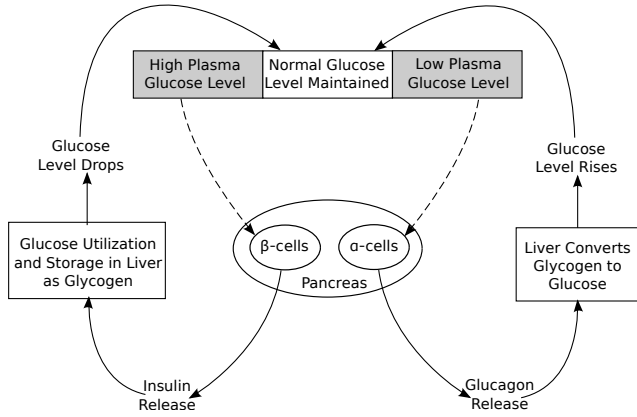 High Plasma
Glucose Level
Normal Glucose
Level Maintained
Low Plasma
Glucose Level
Glucose
Level Drops
Glucose
Level Rises
Glucose Utilization
and Storage in Liver
as Glycogen
β-cells
α-cells
Pancreas
Liver Converts
Glycogen to
Glucose
Insulin
Release
Glucagon
Release